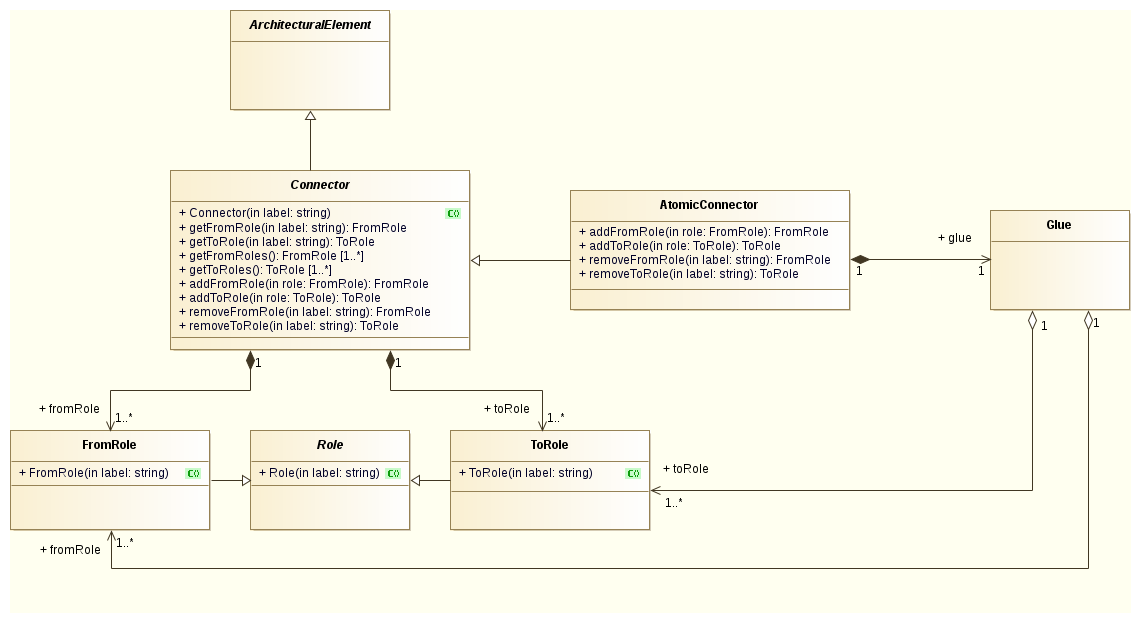 ArchitecturalElement
Connector
+ Connector(in label: string) C()
+ getFromRole(in label: string): FromRole
+ getToRole(in label: string): ToRole
+ getFromRoles(): FromRole [1..*]
+ getToRoles(): ToRole [1..*]
+ addFromRole(in role: FromRole): FromRole
+ addToRole(in role: ToRole): ToRole
+ removeFromRole(in label: string): FromRole
+ removeToRole(in label: string): ToRole
AtomicConnector
+ addFromRole(in role: FromRole): FromRole
+ addToRole(in role: ToRole): ToRole
+ removeFromRole(in label: string): FromRole
+ removeToRole(in label: string): ToRole
+ glue
1
1
Glue
1
1
1
1
+ fromRole
1..*
+ toRole
1..*
FromRole
+ FromRole(in label: string) C()
Role
+ Role(in label: string) C()
ToRole
+ ToRole(in label: string) C()
+ toRole
1..*
+ fromRole
1..*